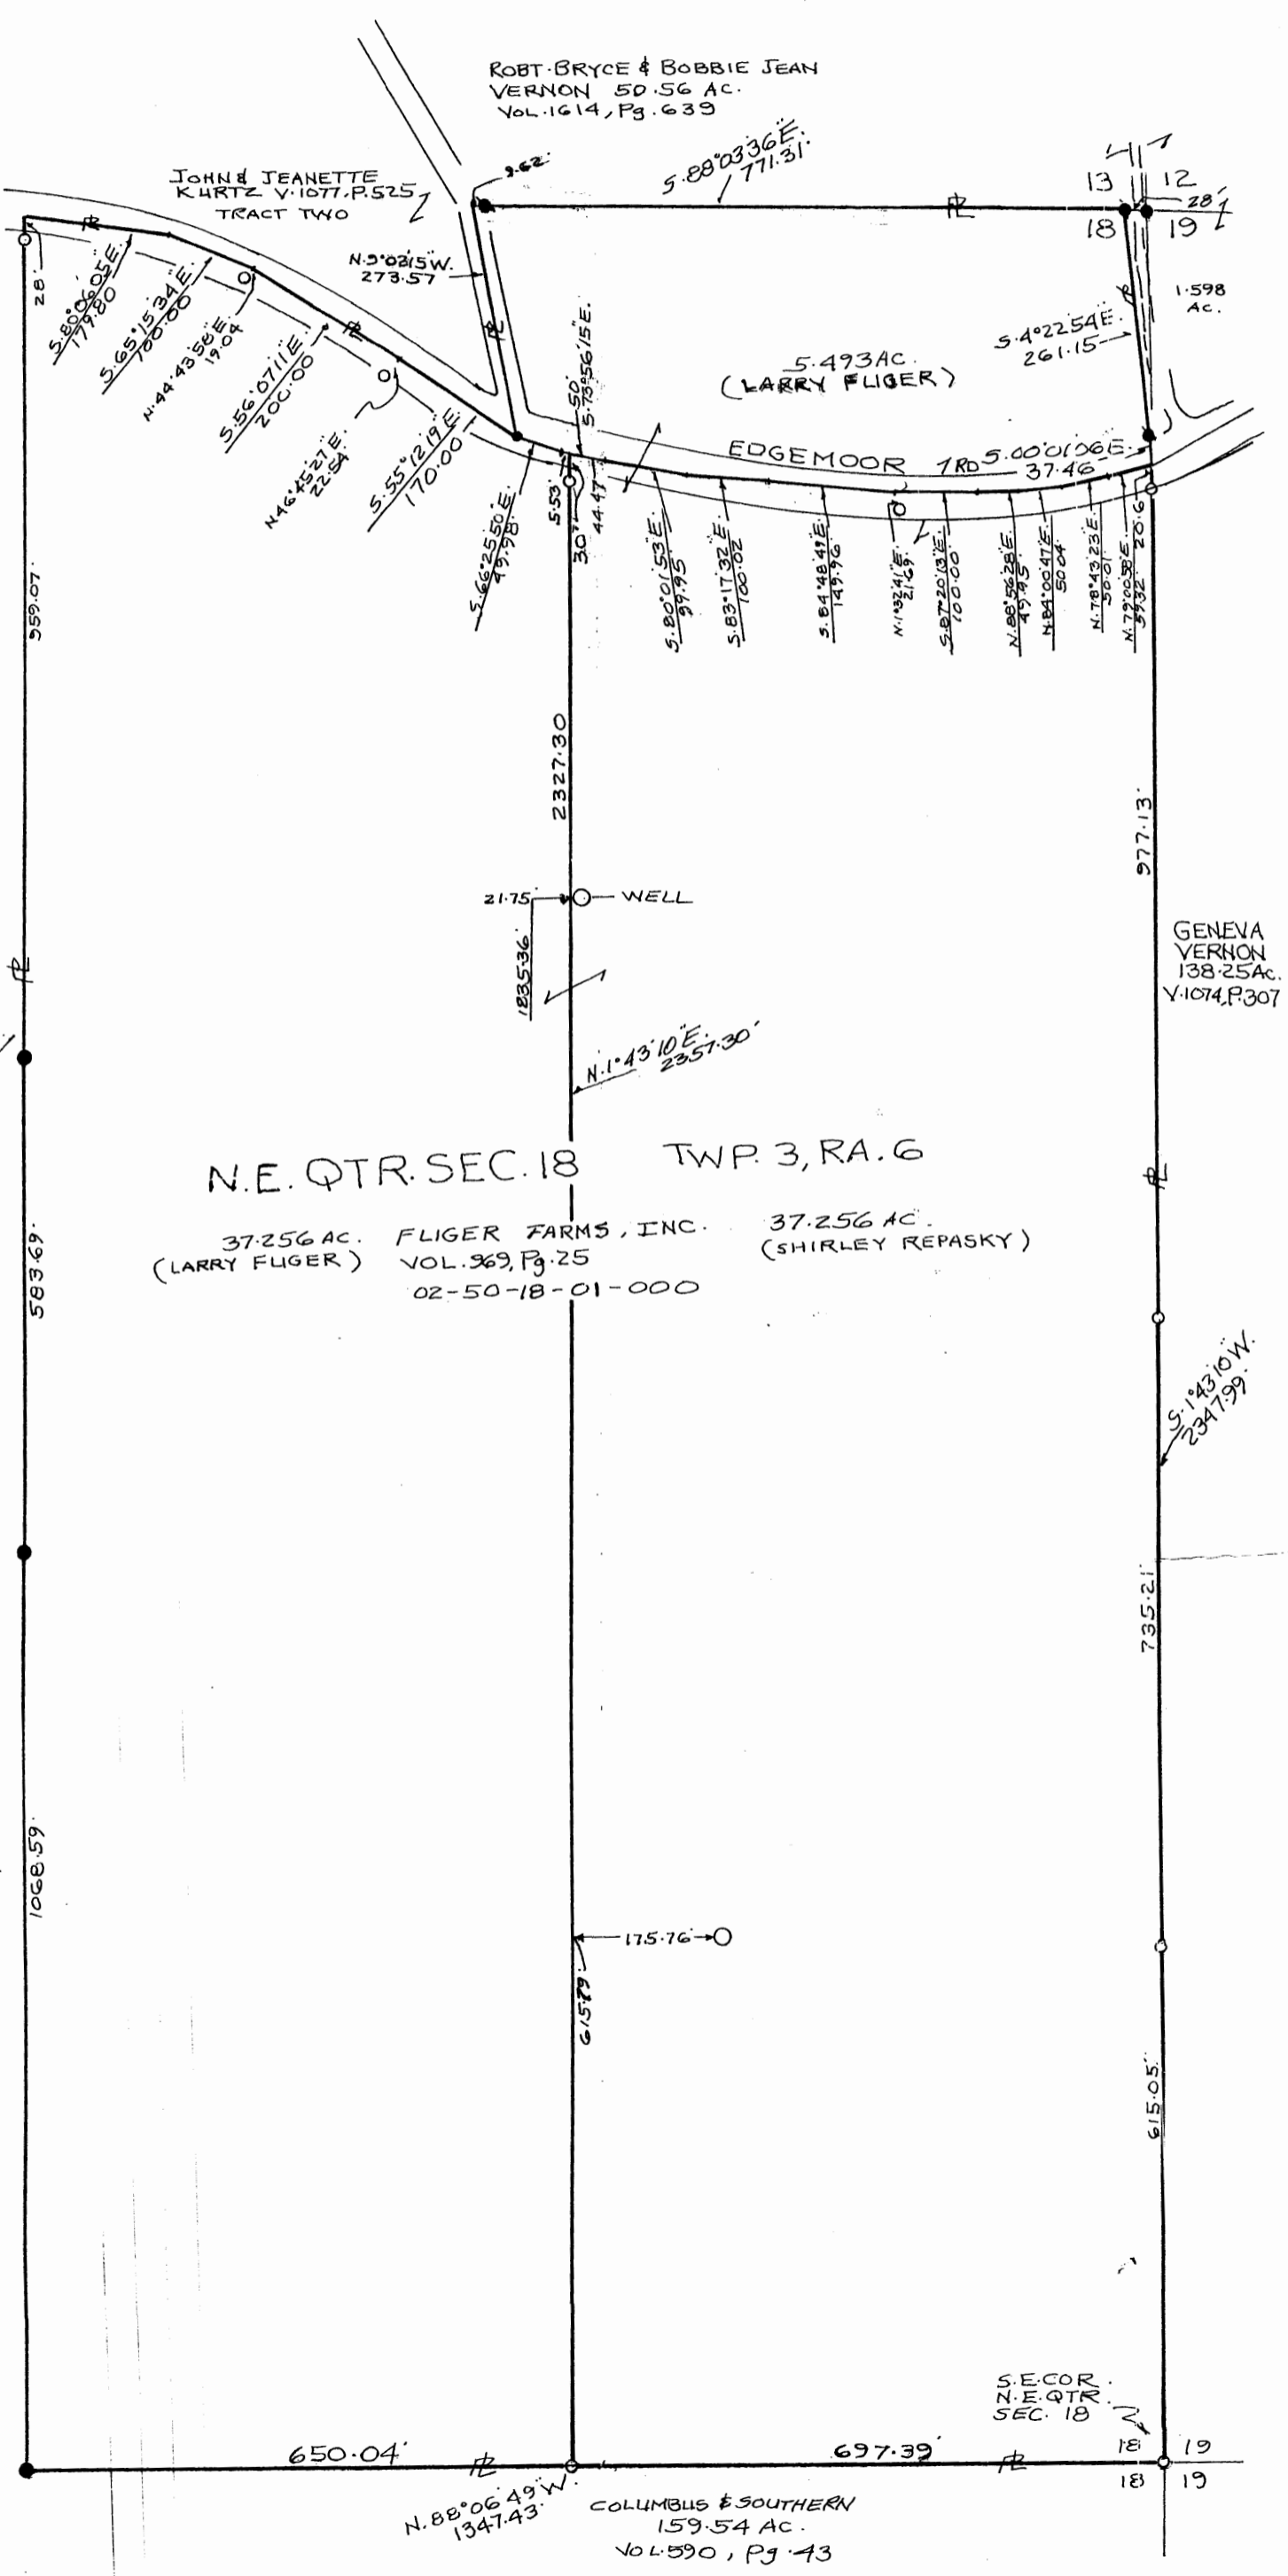 ROBT. BRYCE & BOBBIE JEAN
VERNON 50.56 AC.
VOL. 1614, Pg. 639
JOHN & JEANETTE
KURTZ V. 1077, P. 525
TRACT TWO
9.62'
S.88°03'36"E.
771.31'
13 12
28'
18 19
1.598
AC.
N.9°03'15"W.
273.57
S.4°22'54"E.
261.15
5.493 AC.
(LARRY FLIGER)
28'
S.80°06'05"E.
179.80
S.65°15'34"E.
100.00
N.44°43'58"E.
19.04
S.56°07'11"E.
200.00
N.46°45'27"E.
22.54
S.55°12'19"E.
170.00
S.66°25'50"E.
49.98
50'
S.73°56'15"E.
5.53
30'
44.47
EDGEMOOR RD
S.00°01'06"E.
37.46
S.80°01'53"E.
99.95
S.83°17'32"E.
100.02
S.84°48'49"E.
149.96
N.1°32'41"E.
21.69
S.87°20'13"E.
100.00
N.88°56'28"E.
49.95
N.84°00'47"E.
50.04
N.78°43'23"E.
50.01
N.79°00'58"E.
59.32
20.6
959.07'
2327.30
977.13'
21.75'
WELL
1835.36'
GENEVA
VERNON
138.25 Ac.
V.1074, P.307
N.1°43'10"E.
2357.30'
N.E. QTR. SEC. 18 TWP. 3, RA. 6
37.256 AC. FLIGER FARMS, INC. 37.256 AC.
(LARRY FLIGER) VOL. 969, Pg. 25 (SHIRLEY REPASKY)
02-50-18-01-000
583.69'
S.1°43'10"W.
2347.99'
735.21'
1068.59'
175.76'
615.79'
615.05'
S.E. COR.
N.E. QTR.
SEC. 18
650.04'
697.39'
18 19
18 19
N.88°06'49"W.
1347.43'
COLUMBUS & SOUTHERN
159.54 AC.
VOL. 590, Pg. 43